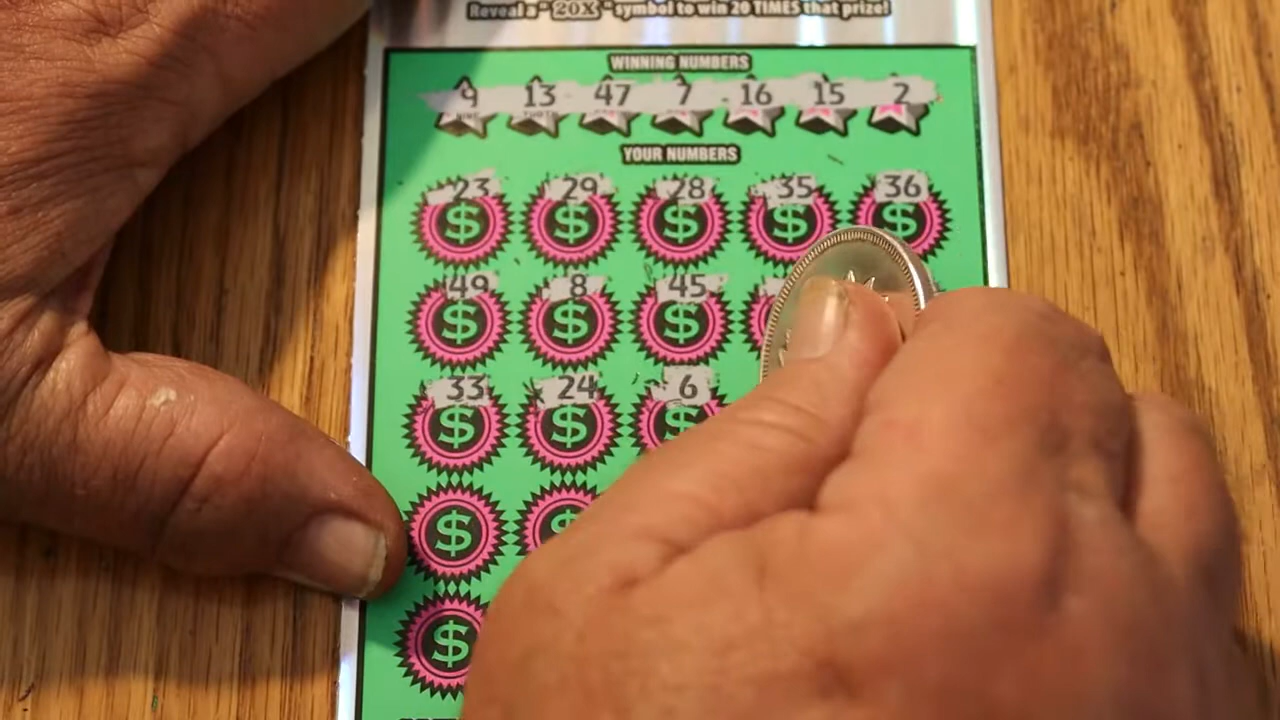 Reveal a "20X" symbol to win 20 TIMES that prize!
WINNING NUMBERS
9 13 47 7 16 15 2
NINE
YOUR NUMBERS
23 29 28 35 36
$ $ $ $ $
49 8 45
$ $ $
33 24 6
$ $ $
$ $
$